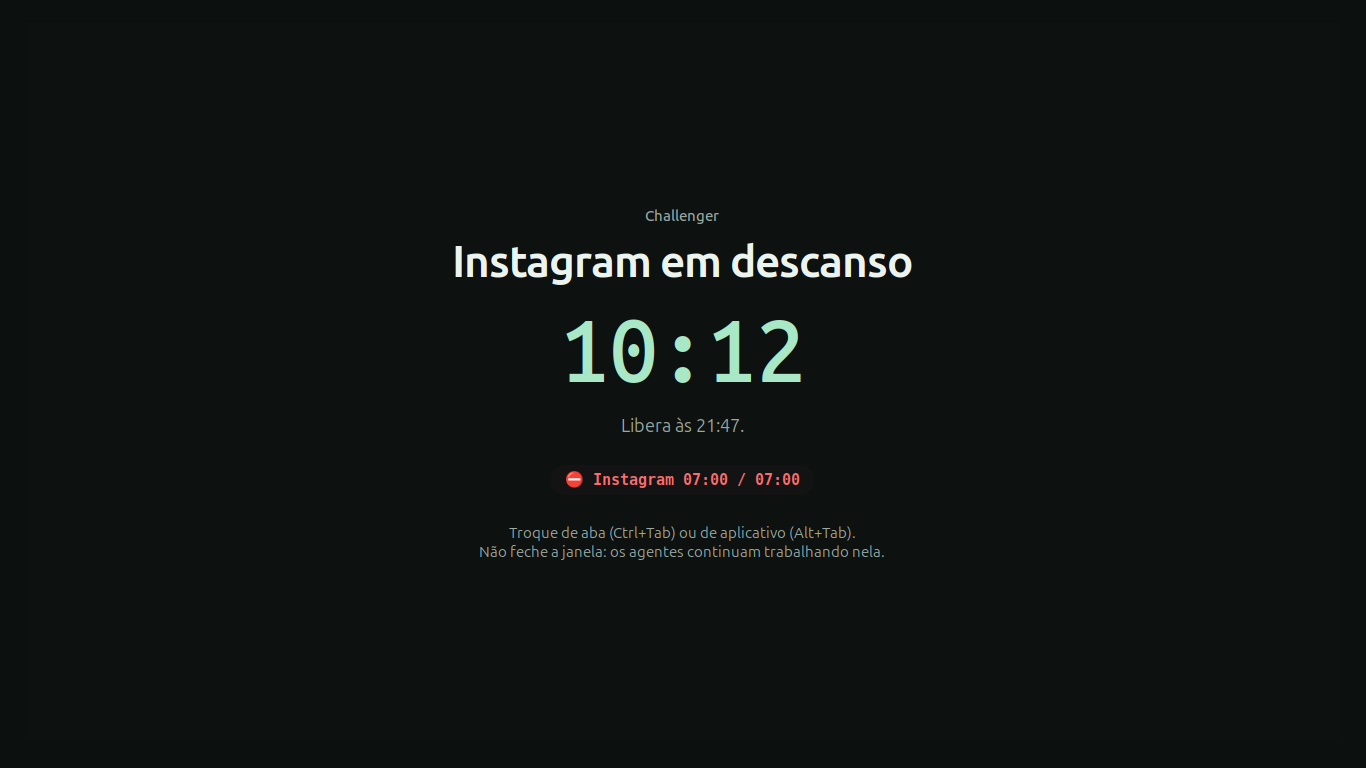 Challenger
Instagram em descanso
10:12
Libera às 21:47.
⛔ Instagram 07:00 / 07:00
Troque de aba (Ctrl+Tab) ou de aplicativo (Alt+Tab).
Não feche a janela: os agentes continuam trabalhando nela.